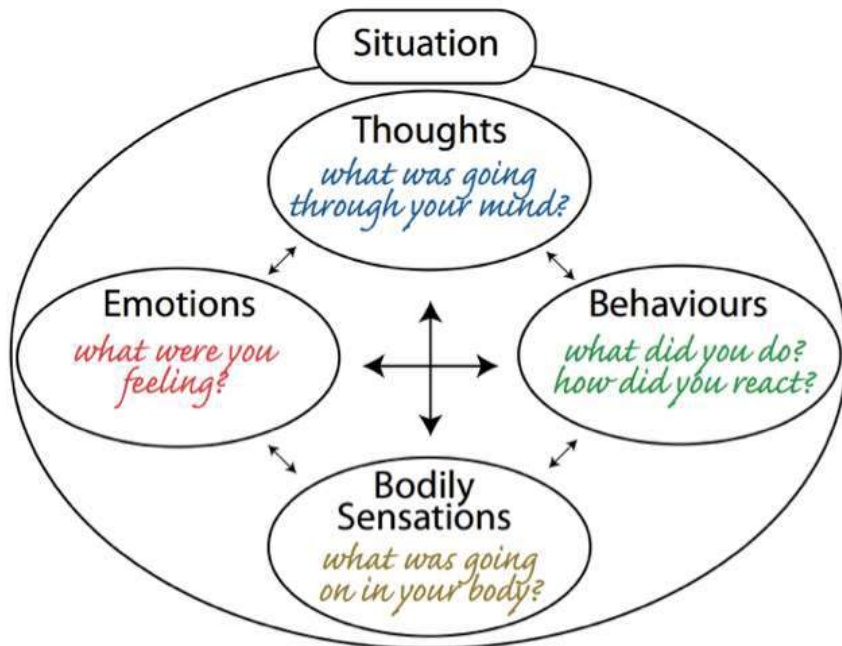 Situation
Thoughts
what was going
through your mind?
Emotions
what were you
feeling?
Behaviours
what did you do?
how did you react?
Bodily
Sensations
what was going
on in your body?